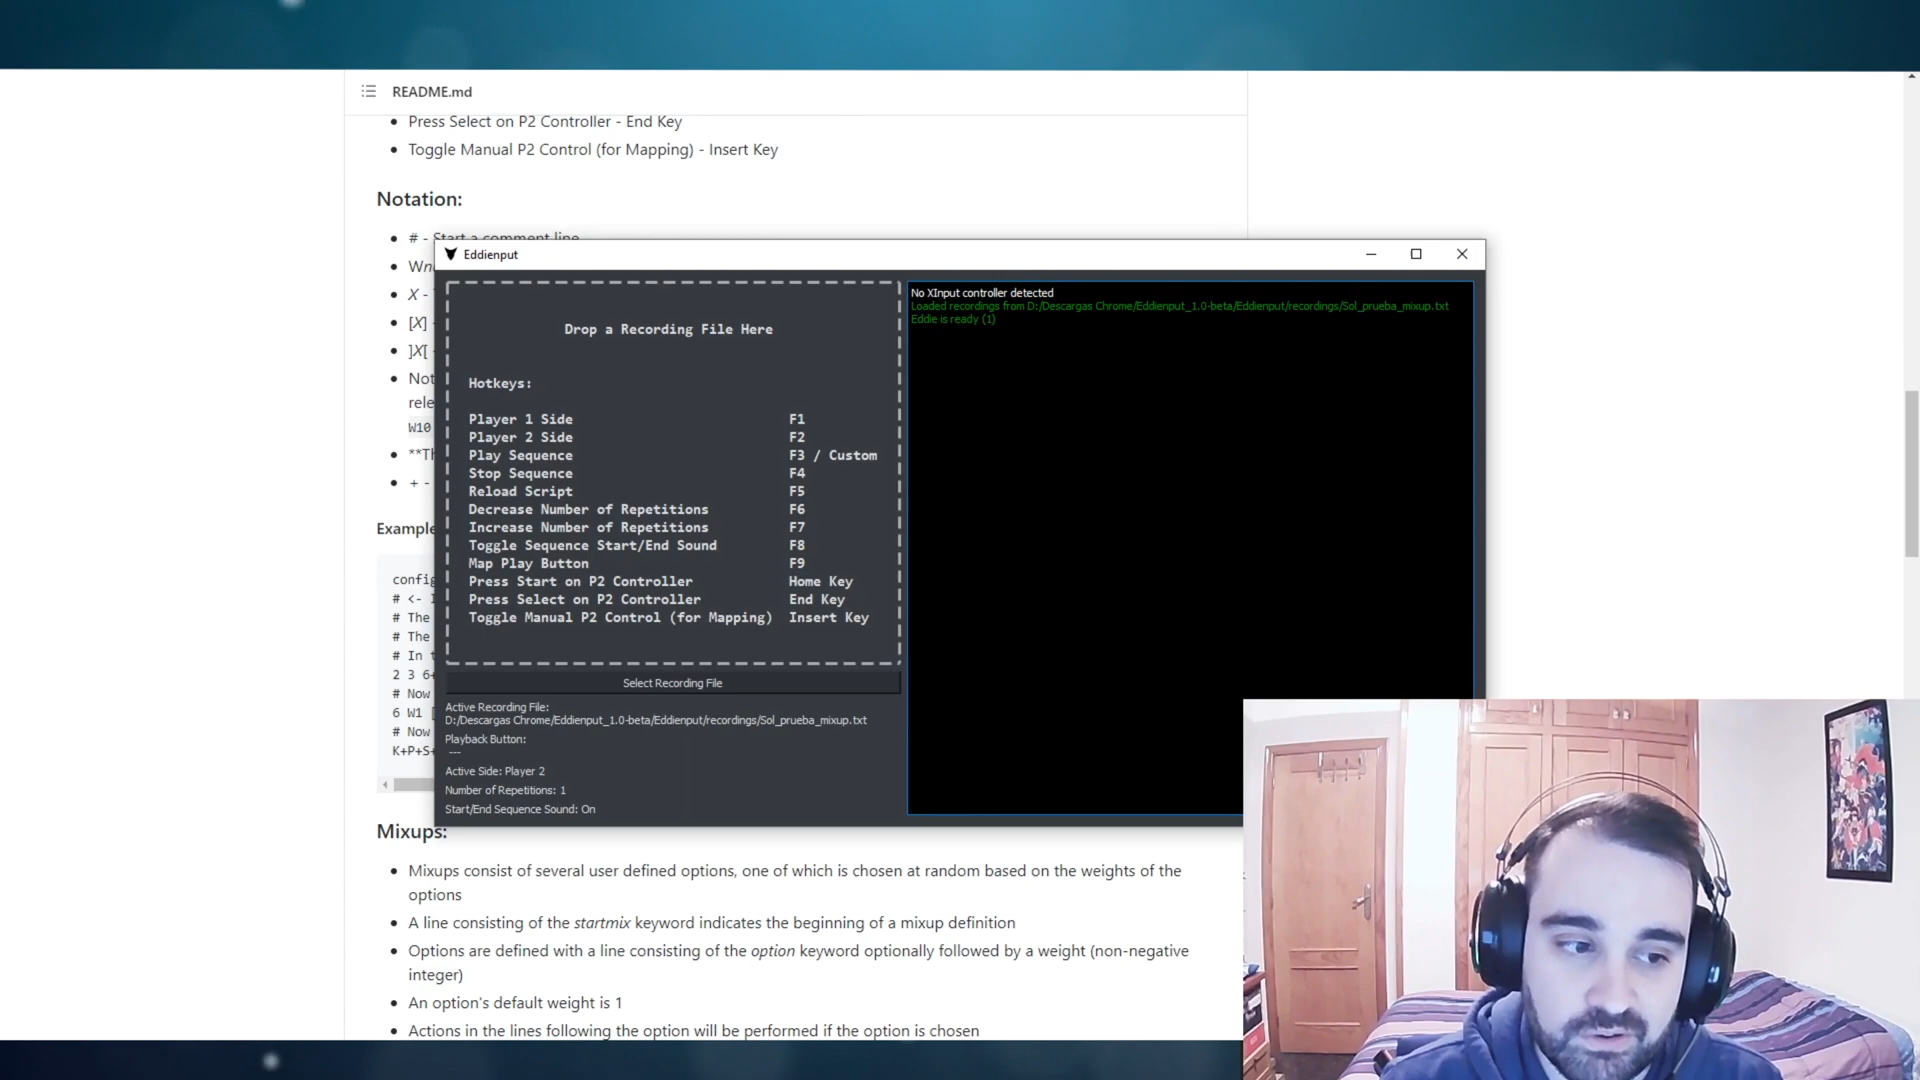 README.md
Press Select on P2 Controller - End Key
Toggle Manual P2 Control (for Mapping) - Insert Key
Notation:
# - Start a comment line
X -
[X]
]X[ -
W10
+ -
Example
# <- I
# The
# The
# In t
2 3 6+
# Now
6 W1 [
# Now
K+P+S+
Eddienput
Drop a Recording File Here
Hotkeys:
Player 1 Side F1
Player 2 Side F2
Play Sequence F3 / Custom
Stop Sequence F4
Reload Script F5
Decrease Number of Repetitions F6
Increase Number of Repetitions F7
Toggle Sequence Start/End Sound F8
Map Play Button F9
Press Start on P2 Controller Home Key
Press Select on P2 Controller End Key
Toggle Manual P2 Control (for Mapping) Insert Key
Select Recording File
Active Recording File:
D:/Descargas Chrome/Eddienput_1.0-beta/Eddienput/recordings/Sol_prueba_mixup.txt
Playback Button:
---
Active Side: Player 2
Number of Repetitions: 1
Start/End Sequence Sound: On
No XInput controller detected
Loaded recordings from D:/Descargas Chrome/Eddienput_1.0-beta/Eddienput/recordings/Sol_prueba_mixup.txt
Eddie is ready (1)
Mixups:
Mixups consist of several user defined options, one of which is chosen at random based on the weights of the
options
A line consisting of the startmix keyword indicates the beginning of a mixup definition
Options are defined with a line consisting of the option keyword optionally followed by a weight (non-negative
integer)
An option's default weight is 1
Actions in the lines following the option will be performed if the option is chosen